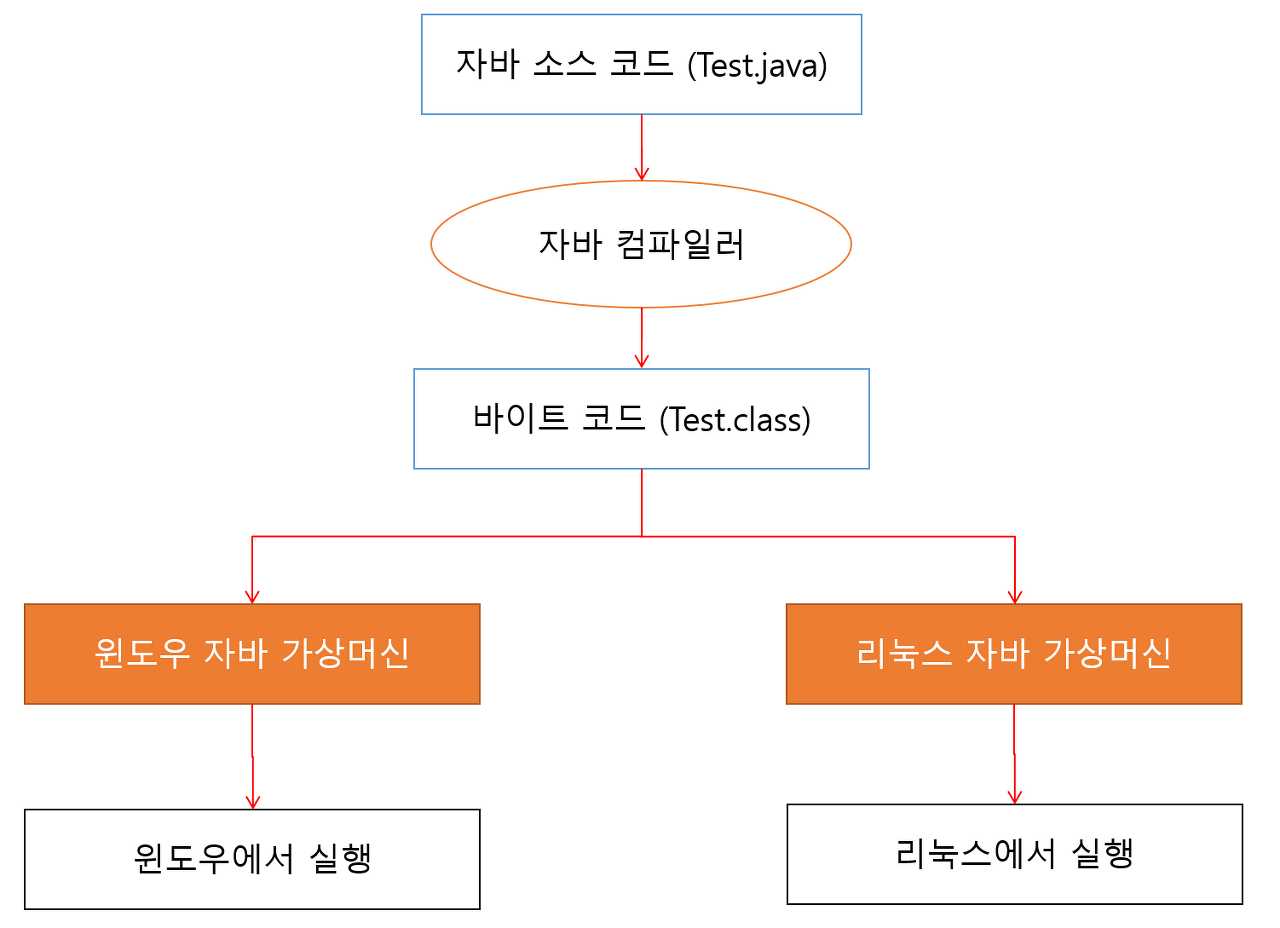 자바 소스 코드 (Test.java)
자바 컴파일러
바이트 코드 (Test.class)
윈도우 자바 가상머신
리눅스 자바 가상머신
윈도우에서 실행
리눅스에서 실행